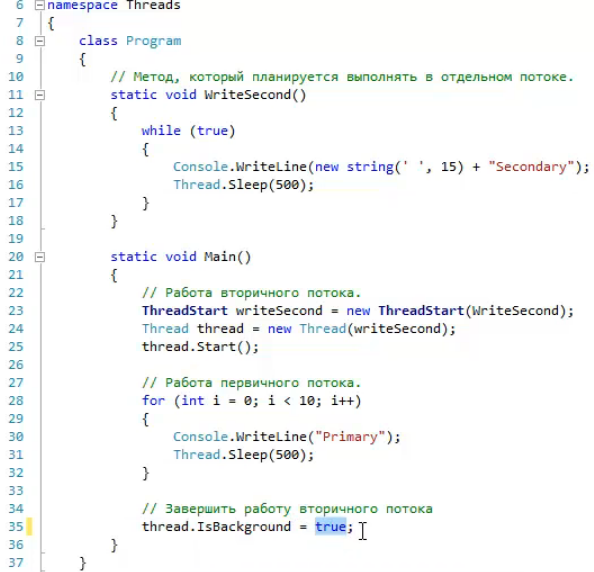 6 namespace Threads
7 {
8     class Program
9     {
10         // Метод, который планируется выполнять в отдельном потоке.
11         static void WriteSecond()
12         {
13             while (true)
14             {
15                 Console.WriteLine(new string(' ', 15) + "Secondary");
16                 Thread.Sleep(500);
17             }
18         }
19
20         static void Main()
21         {
22             // Работа вторичного потока.
23             ThreadStart writeSecond = new ThreadStart(WriteSecond);
24             Thread thread = new Thread(writeSecond);
25             thread.Start();
26
27             // Работа первичного потока.
28             for (int i = 0; i < 10; i++)
29             {
30                 Console.WriteLine("Primary");
31                 Thread.Sleep(500);
32             }
33
34             // Завершить работу вторичного потока
35             thread.IsBackground = true;
36         }
37     }